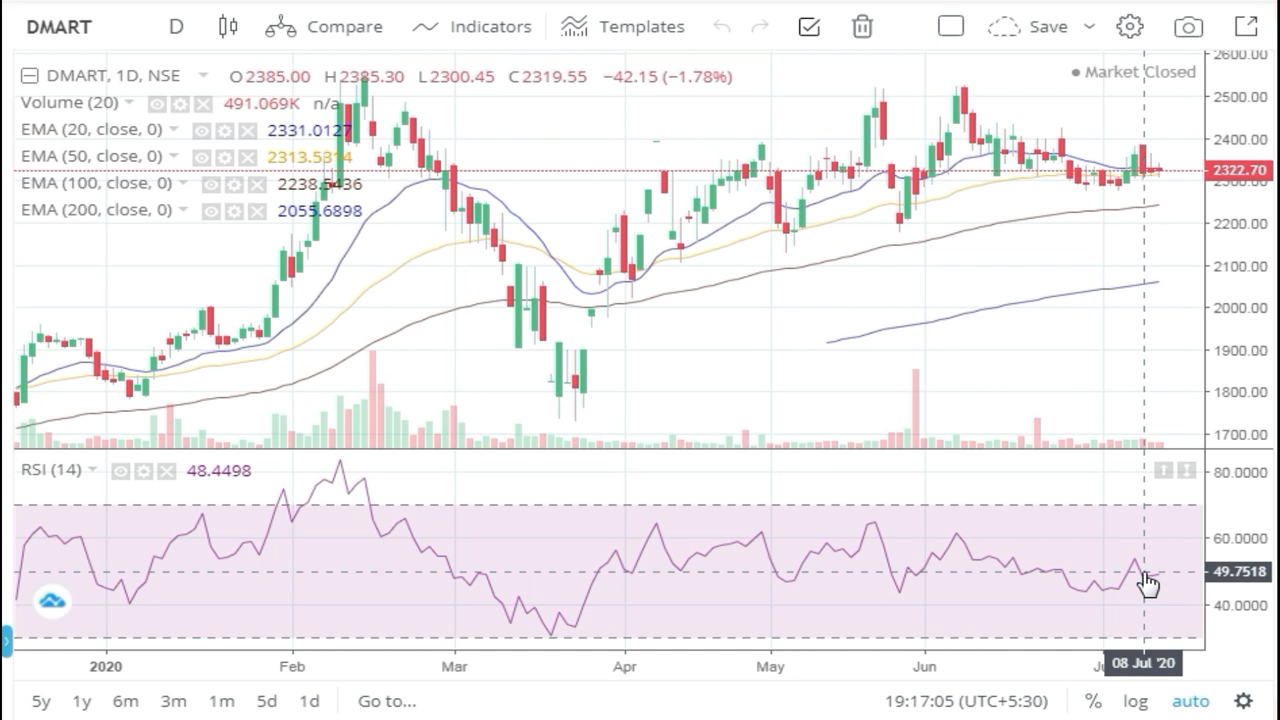 DMART D Compare Indicators Templates Save
DMART, 1D, NSE O2385.00 H2385.30 L2300.45 C2319.55 −42.15 (−1.78%)
Market Closed
Volume (20) 491.069K n/a
EMA (20, close, 0) 2331.0127
EMA (50, close, 0) 2313.5314
EMA (100, close, 0) 2238.5436
EMA (200, close, 0) 2055.6898
2600.00
2500.00
2400.00
2322.70
2300.00
2200.00
2100.00
2000.00
1900.00
1800.00
1700.00
RSI (14) 48.4498
80.0000
60.0000
49.7518
40.0000
2020 Feb Mar Apr May Jun 08 Jul '20
5y 1y 6m 3m 1m 5d 1d Go to... 19:17:05 (UTC+5:30) % log auto